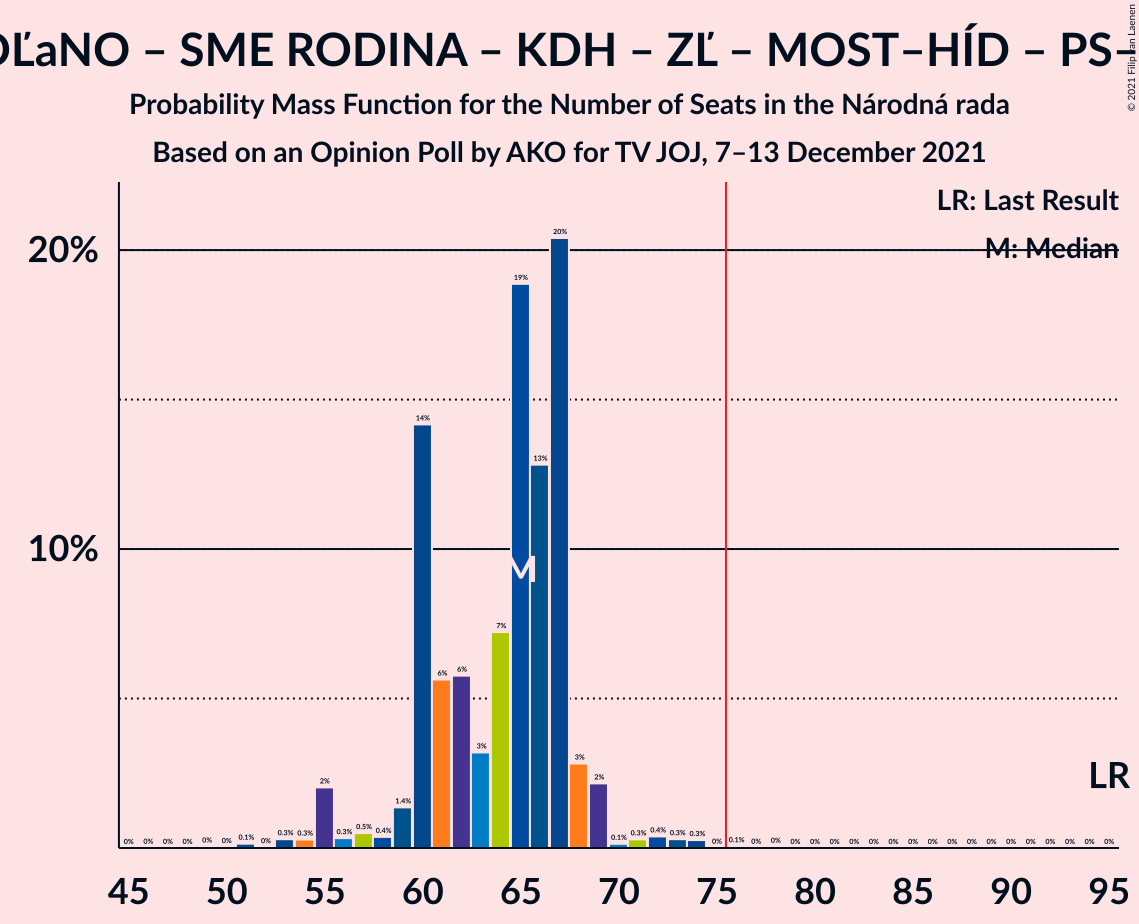 OĽaNO – SME RODINA – KDH – ZĽ – MOST–HÍD – PS–
Probability Mass Function for the Number of Seats in the Národná rada
Based on an Opinion Poll by AKO for TV JOJ, 7–13 December 2021
© 2021 Filip van Laenen
LR: Last Result
M: Median
20%
10%
0% 0% 0% 0% 0% 0% 0.1% 0% 0.3% 0.3% 2% 0.3% 0.5% 0.4% 1.4% 14% 6% 6% 3% 7% 19% 13% 20% 3% 2% 0.1% 0.3% 0.4% 0.3% 0.3% 0% 0.1% 0% 0% 0% 0% 0% 0% 0% 0% 0% 0% 0% 0% 0% 0% 0% 0% 0% 0% 0%
M
LR
45 50 55 60 65 70 75 80 85 90 95